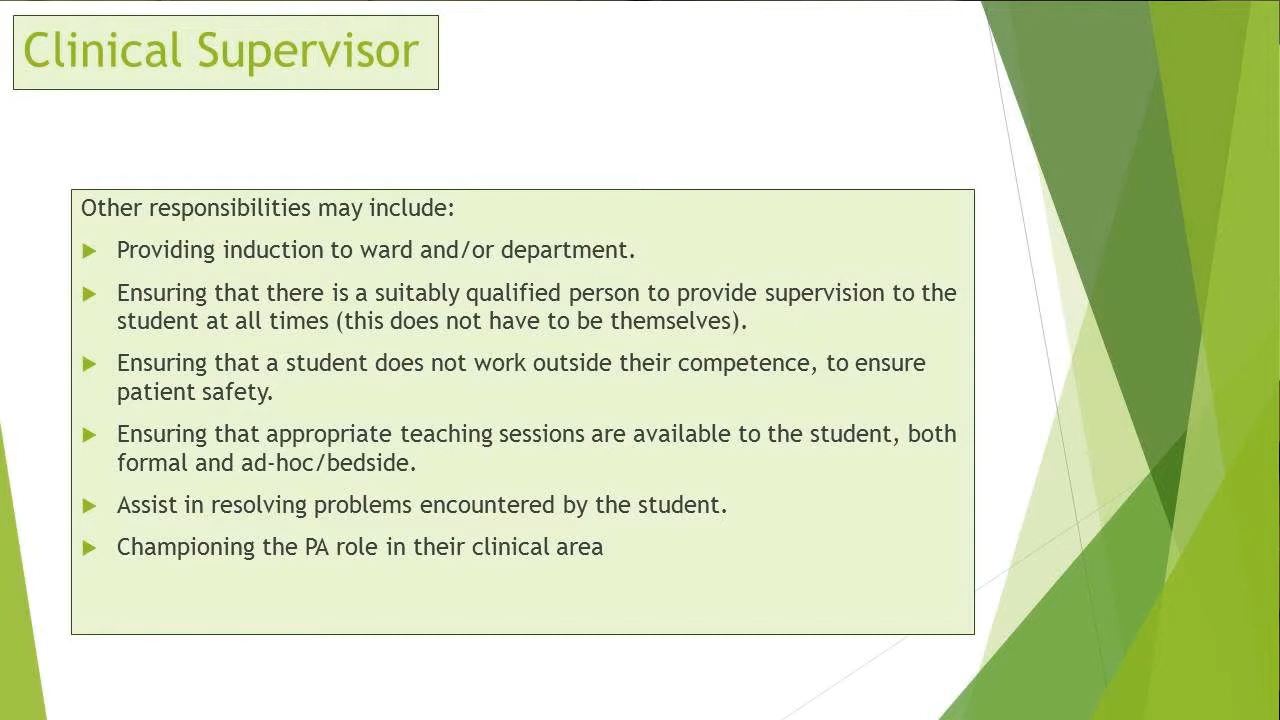 Clinical Supervisor
Other responsibilities may include:
Providing induction to ward and/or department.
Ensuring that there is a suitably qualified person to provide supervision to the
student at all times (this does not have to be themselves).
Ensuring that a student does not work outside their competence, to ensure
patient safety.
Ensuring that appropriate teaching sessions are available to the student, both
formal and ad-hoc/bedside.
Assist in resolving problems encountered by the student.
Championing the PA role in their clinical area